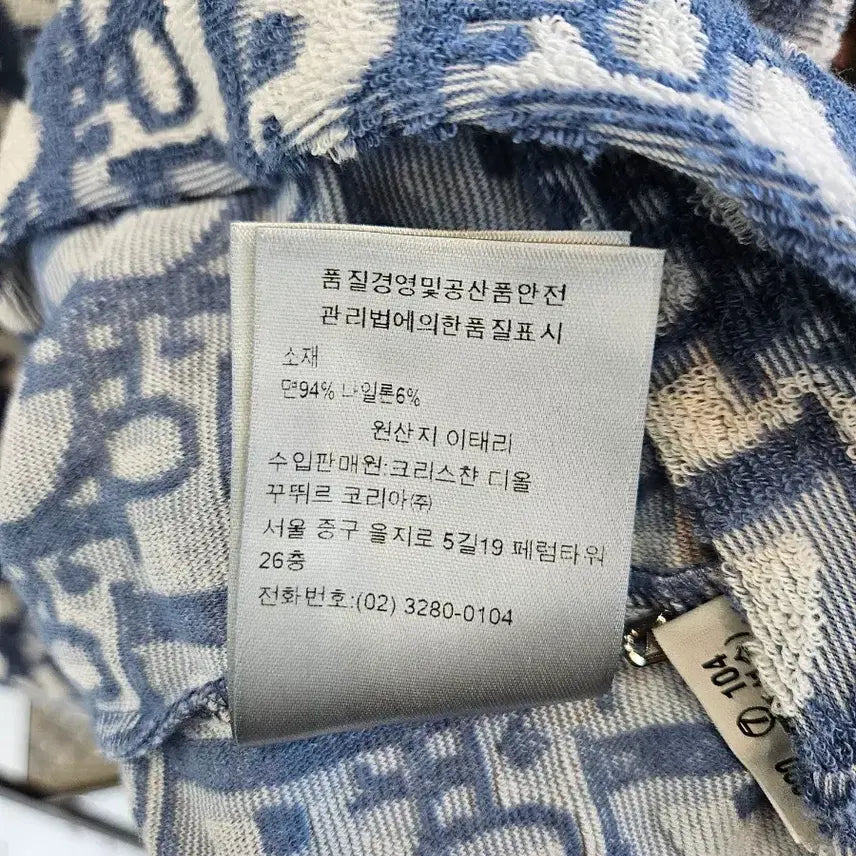 품질경영및공산품안전
관리법에의한품질표시
소재
면94% 나일론6%
원산지 이태리
수입판매원:크리스챤 디올
꾸뛰르 코리아㈜
서울 중구 을지로 5길19 페럼타워
26층
전화번호:(02) 3280-0104
⑦ 104